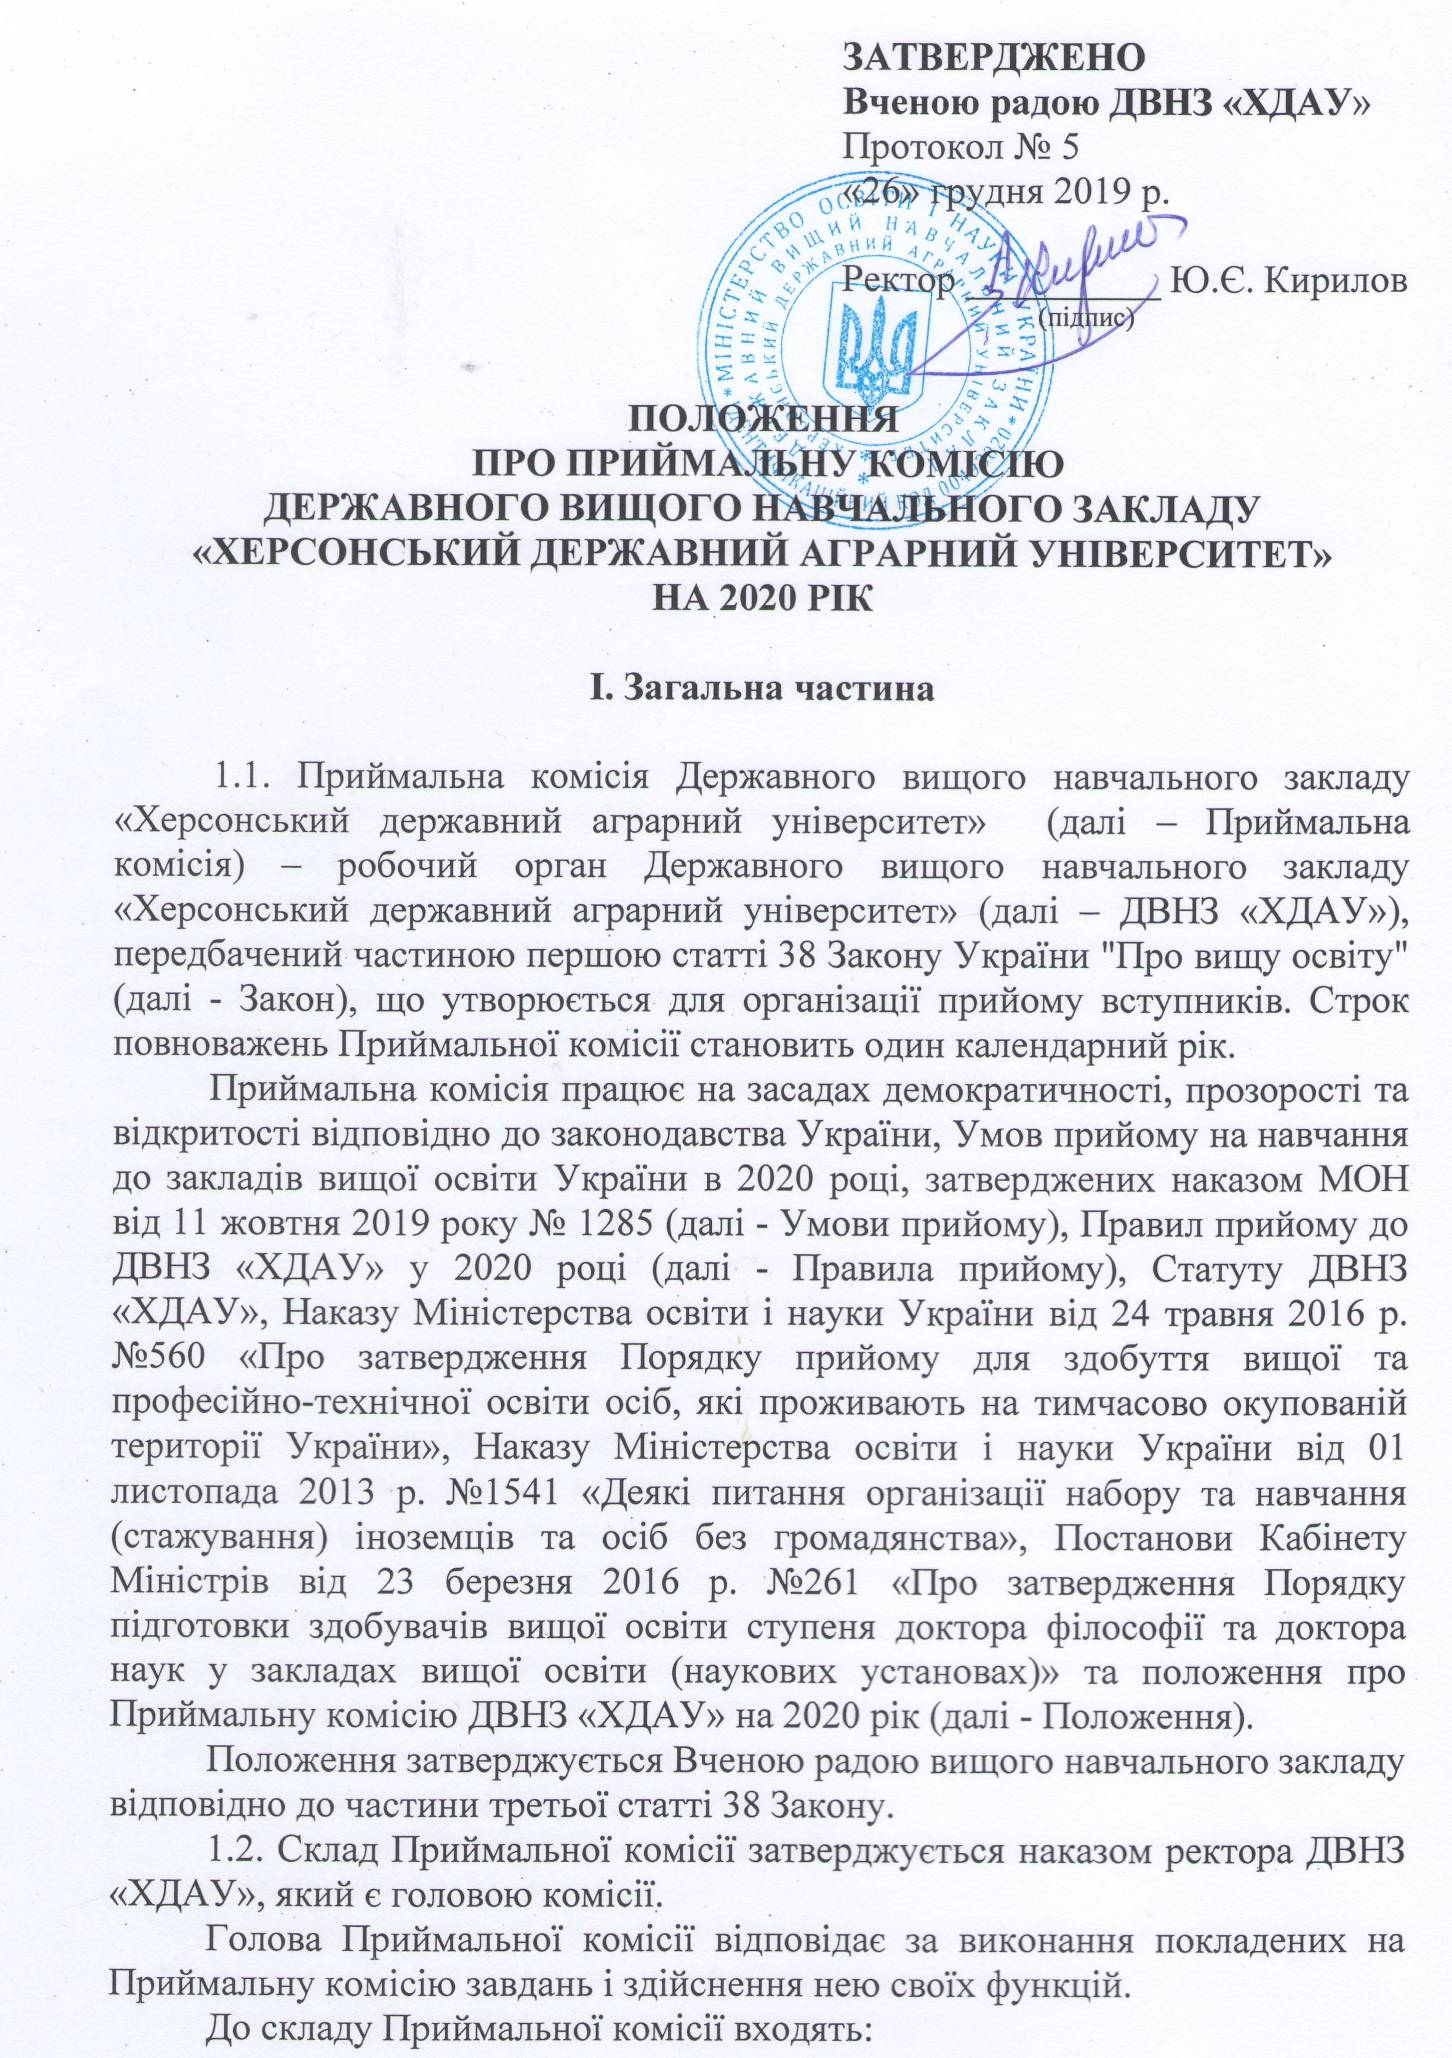 ЗАТВЕРДЖЕНО
Вченою радою ДВНЗ «ХДАУ»
Протокол № 5
«26» грудня 2019 р.
Ректор __________ Ю.Є. Кирилов
(підпис)
МІНІСТЕРСТВО ОСВІТИ І НАУКИ УКРАЇНИ
ДЕРЖАВНИЙ ВИЩИЙ НАВЧАЛЬНИЙ ЗАКЛАД
ХЕРСОНСЬКИЙ ДЕРЖАВНИЙ АГРАРНИЙ УНІВЕРСИТЕТ
ІДЕНТИФІКАЦІЙНИЙ КОД
ПОЛОЖЕННЯ
ПРО ПРИЙМАЛЬНУ КОМІСІЮ
ДЕРЖАВНОГО ВИЩОГО НАВЧАЛЬНОГО ЗАКЛАДУ
«ХЕРСОНСЬКИЙ ДЕРЖАВНИЙ АГРАРНИЙ УНІВЕРСИТЕТ»
НА 2020 РІК
І. Загальна частина
1.1. Приймальна комісія Державного вищого навчального закладу
«Херсонський державний аграрний університет» (далі – Приймальна
комісія) – робочий орган Державного вищого навчального закладу
«Херсонський державний аграрний університет» (далі – ДВНЗ «ХДАУ»),
передбачений частиною першою статті 38 Закону України "Про вищу освіту"
(далі - Закон), що утворюється для організації прийому вступників. Строк
повноважень Приймальної комісії становить один календарний рік.
Приймальна комісія працює на засадах демократичності, прозорості та
відкритості відповідно до законодавства України, Умов прийому на навчання
до закладів вищої освіти України в 2020 році, затверджених наказом МОН
від 11 жовтня 2019 року № 1285 (далі - Умови прийому), Правил прийому до
ДВНЗ «ХДАУ» у 2020 році (далі - Правила прийому), Статуту ДВНЗ
«ХДАУ», Наказу Міністерства освіти і науки України від 24 травня 2016 р.
№560 «Про затвердження Порядку прийому для здобуття вищої та
професійно-технічної освіти осіб, які проживають на тимчасово окупованій
території України», Наказу Міністерства освіти і науки України від 01
листопада 2013 р. №1541 «Деякі питання організації набору та навчання
(стажування) іноземців та осіб без громадянства», Постанови Кабінету
Міністрів від 23 березня 2016 р. №261 «Про затвердження Порядку
підготовки здобувачів вищої освіти ступеня доктора філософії та доктора
наук у закладах вищої освіти (наукових установах)» та положення про
Приймальну комісію ДВНЗ «ХДАУ» на 2020 рік (далі - Положення).
Положення затверджується Вченою радою вищого навчального закладу
відповідно до частини третьої статті 38 Закону.
1.2. Склад Приймальної комісії затверджується наказом ректора ДВНЗ
«ХДАУ», який є головою комісії.
Голова Приймальної комісії відповідає за виконання покладених на
Приймальну комісію завдань і здійснення нею своїх функцій.
До складу Приймальної комісії входять: